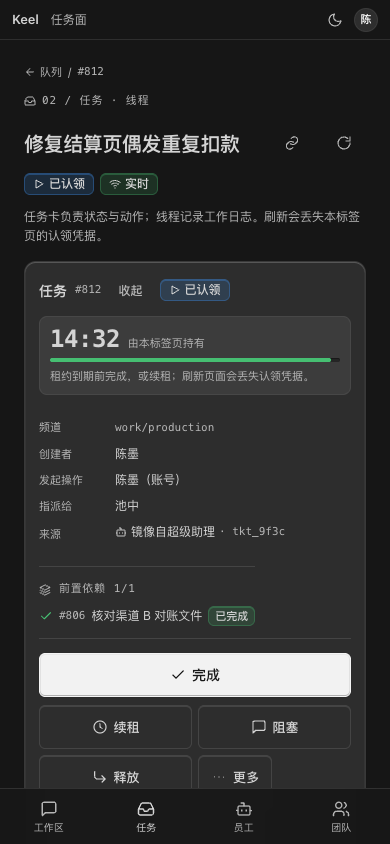 Keel 任务面 陈
队列 / #812
02 / 任务 · 线程
修复结算页偶发重复扣款
已认领 实时
任务卡负责状态与动作；线程记录工作日志。刷新会丢失本标签
页的认领凭据。
任务 #812 收起 已认领
14:32 由本标签页持有
租约到期前完成，或续租；刷新页面会丢失认领凭据。
频道 work/production
创建者 陈墨
发起操作 陈墨（账号）
指派给 池中
来源 镜像自超级助理 · tkt_9f3c
前置依赖 1/1
#806 核对渠道 B 对账文件 已完成
完成
续租 阻塞
释放 ··· 更多
工作区 任务 员工 团队